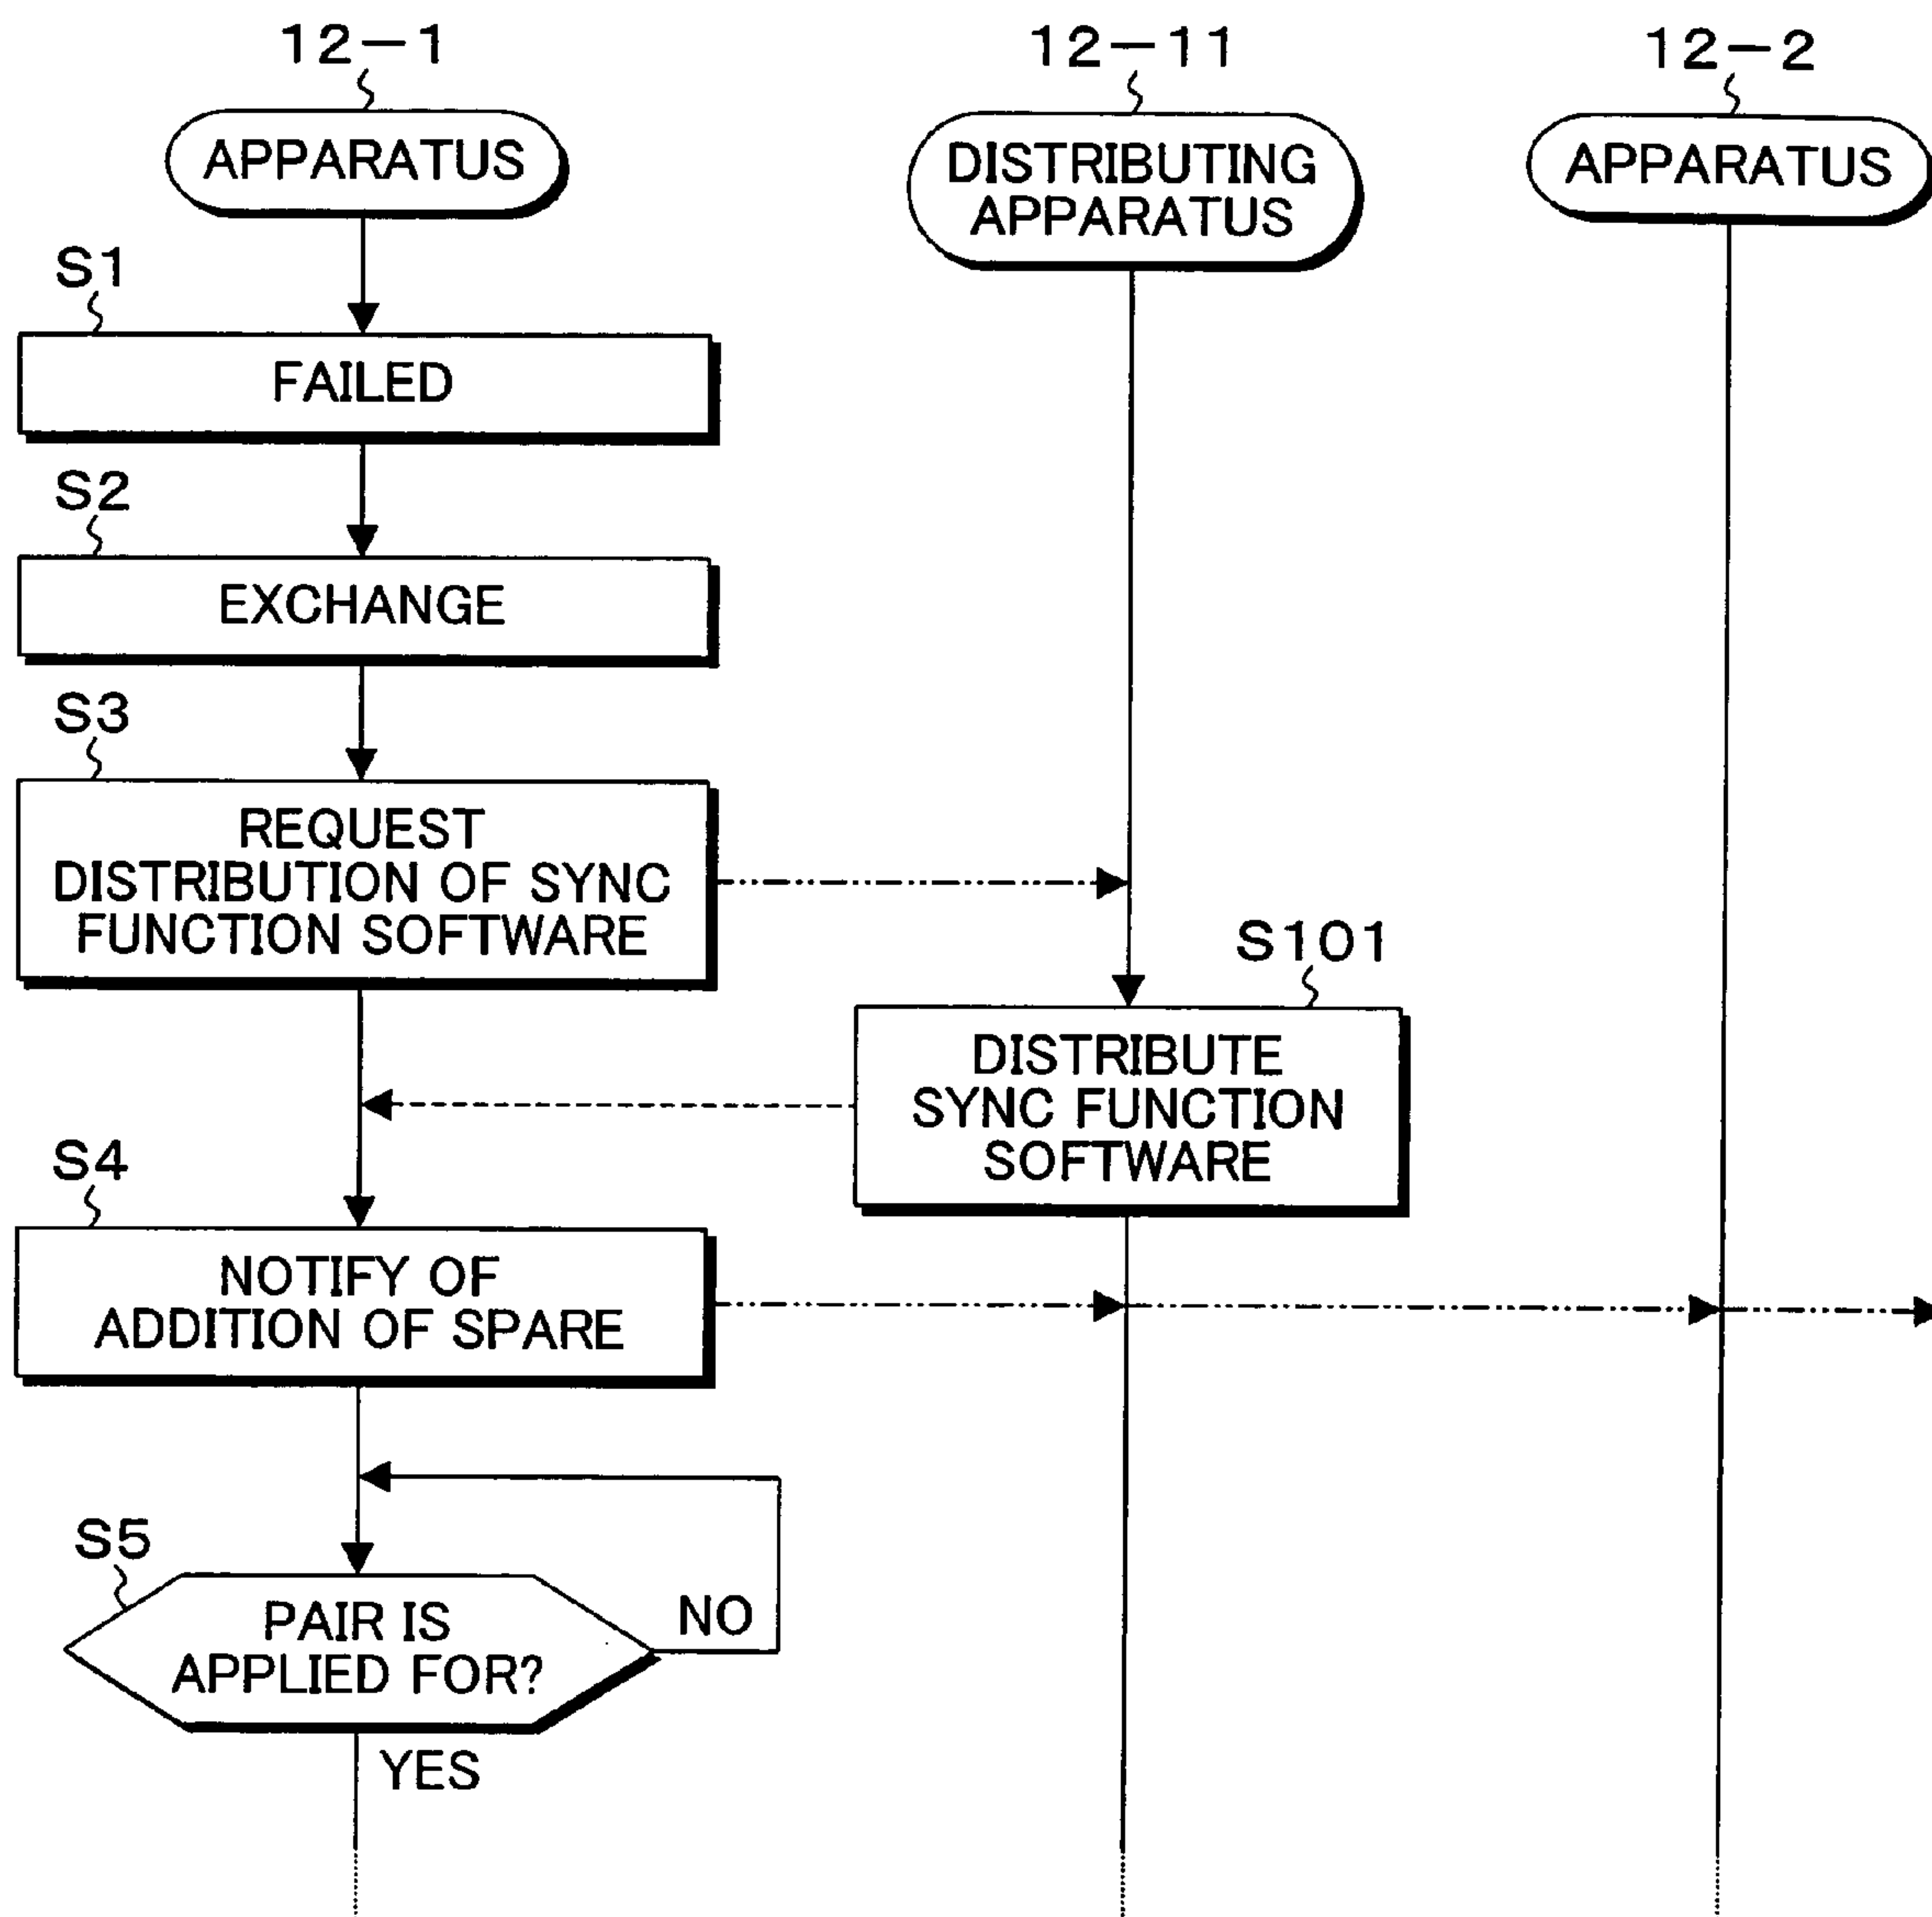 12-1
12-11
12-2
APPARATUS
DISTRIBUTING
APPARATUS
APPARATUS
S1
FAILED
S2
EXCHANGE
S3
REQUEST
DISTRIBUTION OF SYNC
FUNCTION SOFTWARE
S101
DISTRIBUTE
SYNC FUNCTION
SOFTWARE
S4
NOTIFY OF
ADDITION OF SPARE
S5
PAIR IS
APPLIED FOR?
NO
YES